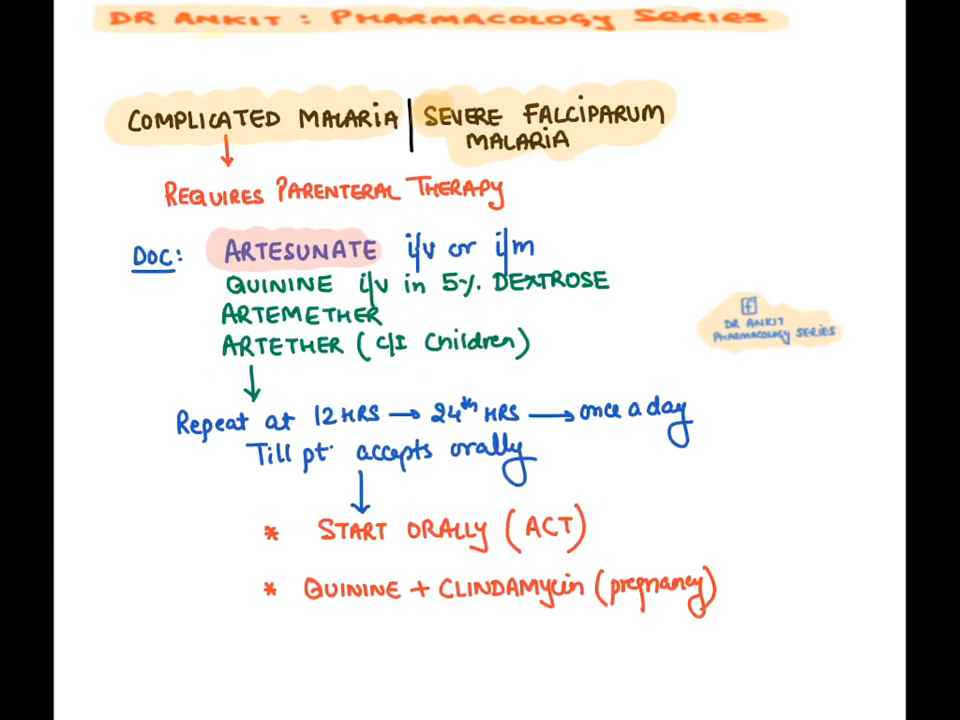 DR ANKIT : PHARMACOLOGY SERIES
COMPLICATED MALARIA | SEVERE FALCIPARUM
MALARIA
REQUIRES PARENTERAL THERAPY
DOC: ARTESUNATE i/v or i/m
QUININE i/v in 5% DEXTROSE
ARTEMETHER
ARTETHER (C/I Children)
f
DR ANKIT
PHARMACOLOGY SERIES
Repeat at 12 HRS → 24th HRS → once a day
Till pt. accepts orally
* START ORALLY (ACT)
* QUININE + CLINDAMYCIN (pregnancy)